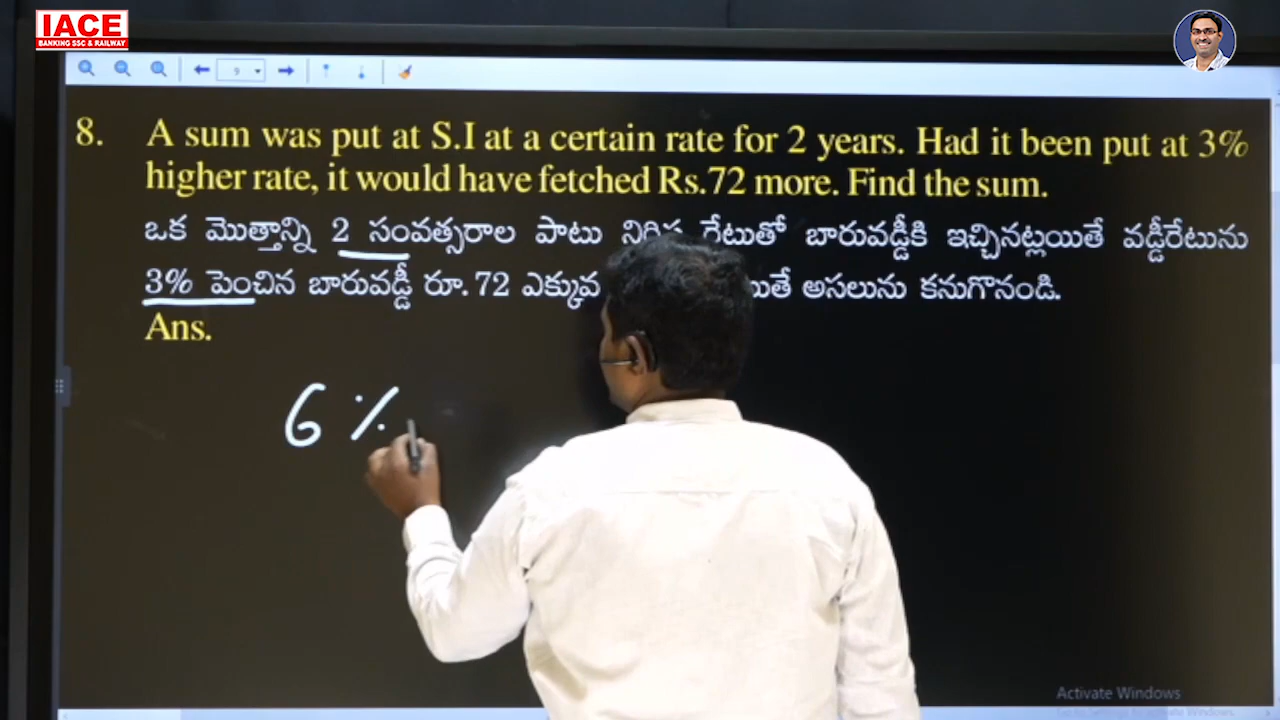 IACE
BANKING SSC & RAILWAY
9
8. A sum was put at S.I at a certain rate for 2 years. Had it been put at 3%
higher rate, it would have fetched Rs.72 more. Find the sum.
ఒక మొత్తాన్ని 2 సంవత్సరాల పాటు రేటుతో బారువడ్డీకి ఇచ్చినట్లయితే వడ్డీరేటును
3% పెంచిన బారువడ్డీ రూ. 72 ఎక్కువ అసలును కనుగొనండి.
Ans.
6 %
Activate Windows